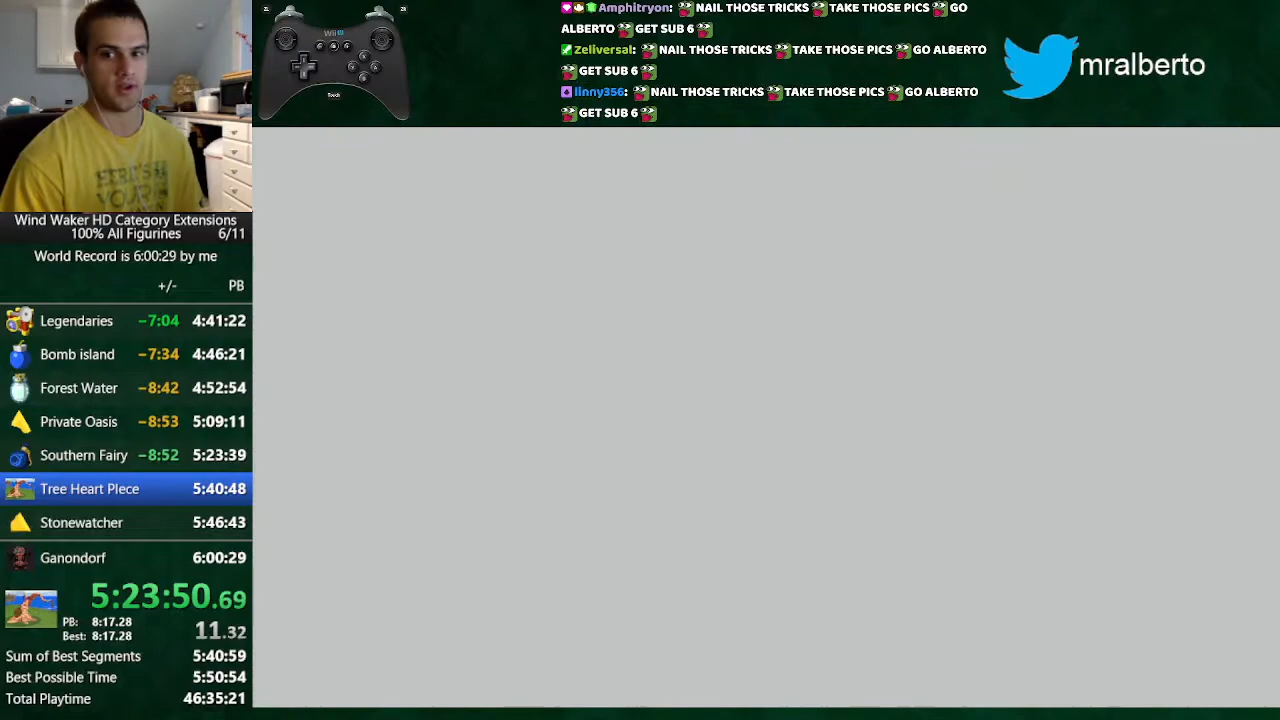 Wii U
Amphitryon: NAIL THOSE TRICKS TAKE THOSE PICS GO
ALBERTO GET SUB 6
Zeliversal: NAIL THOSE TRICKS TAKE THOSE PICS GO ALBERTO
GET SUB 6
linny356: NAIL THOSE TRICKS TAKE THOSE PICS GO ALBERTO
GET SUB 6
mralberto
Wind Waker HD Category Extensions
100% All Figurines 6/11
World Record is 6:00:29 by me
+/- PB
Legendaries -7:04 4:41:22
Bomb island -7:34 4:46:21
Forest Water -8:42 4:52:54
Private Oasis -8:53 5:09:11
Southern Fairy -8:52 5:23:39
Tree Heart PIece 5:40:48
Stonewatcher 5:46:43
Ganondorf 6:00:29
5:23:50.69
PB: 8:17.28
Best: 8:17.28
11.32
Sum of Best Segments 5:40:59
Best Possible Time 5:50:54
Total Playtime 46:35:21